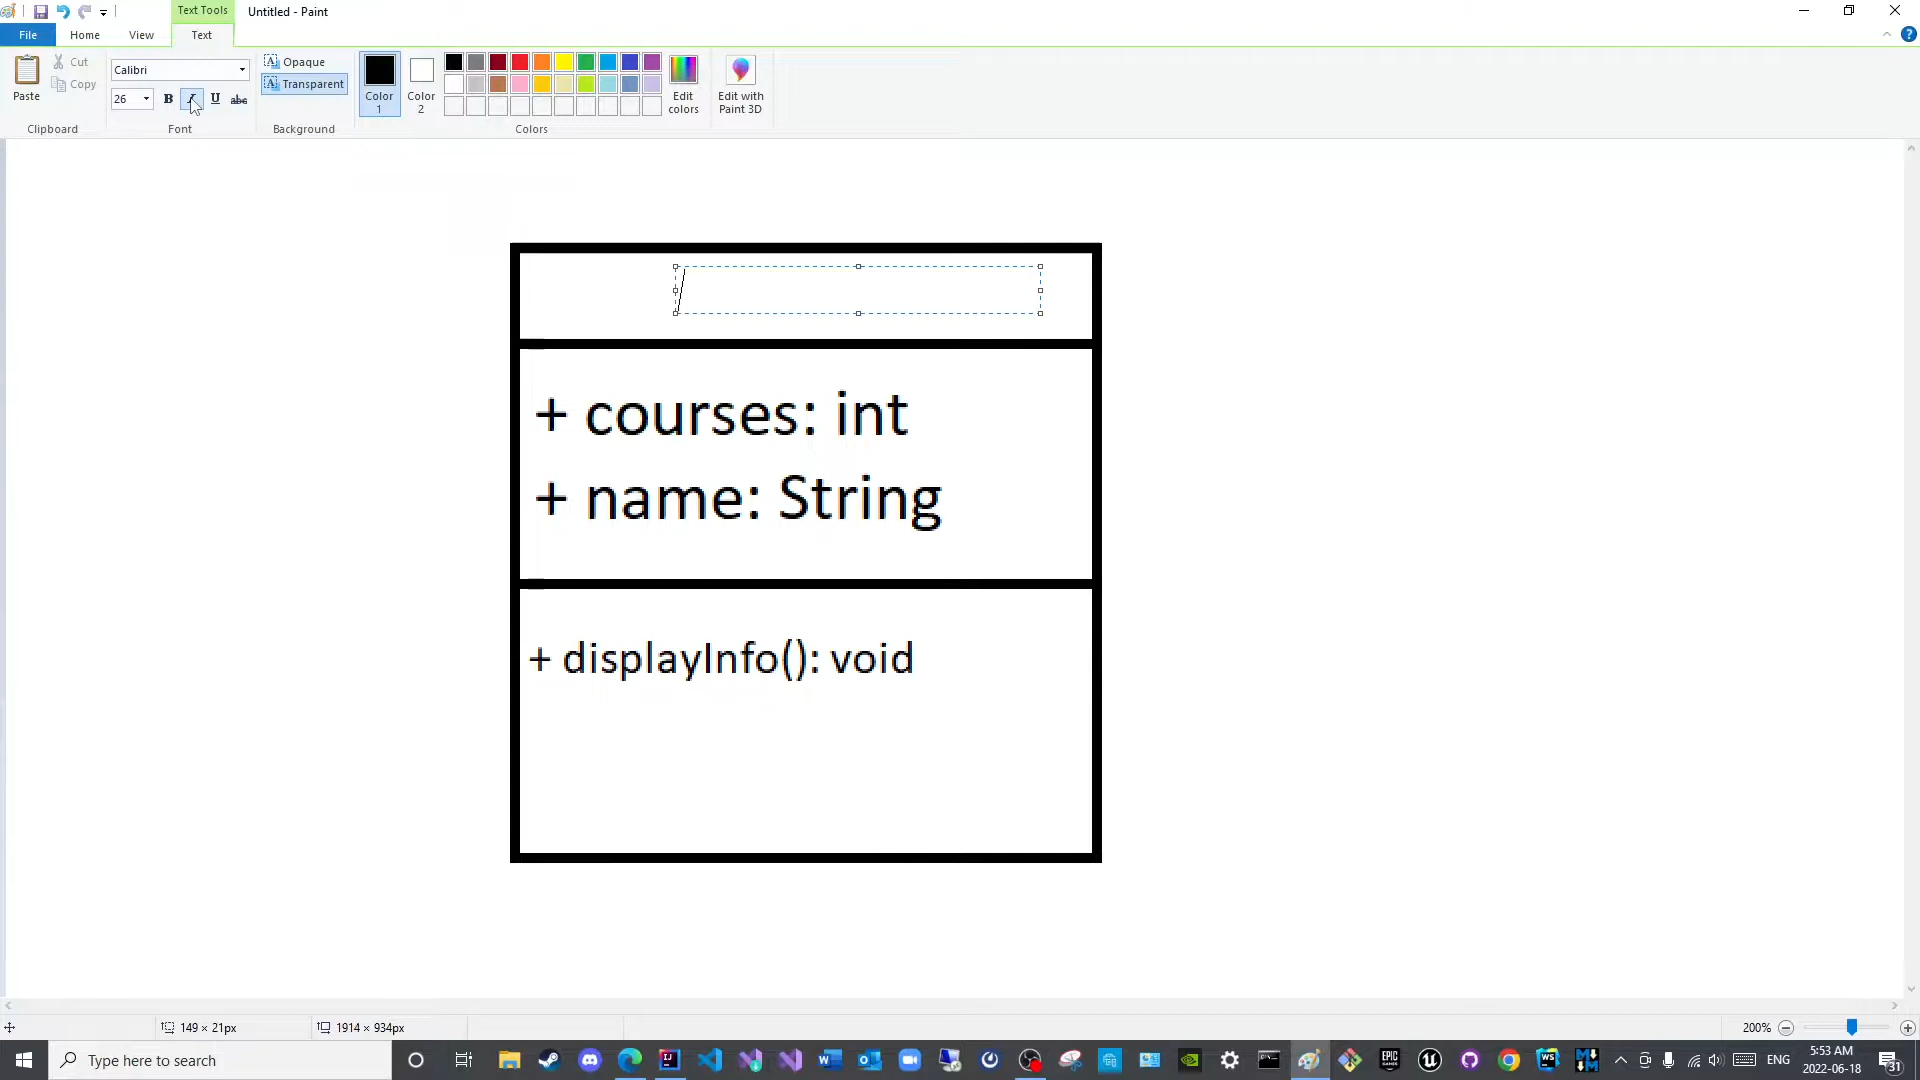 Text Tools
Untitled - Paint
File
Home
View
Text
Paste
Cut
Copy
Clipboard
Calibri
26
B
I
U
abc
Font
Opaque
Transparent
Background
Color
1
Color
2
Edit
colors
Colors
Edit with
Paint 3D
+ courses: int
+ name: String
+ displayInfo(): void
149 × 21px
1914 × 934px
200%
Type here to search
ENG
5:53 AM
2022-06-18
31